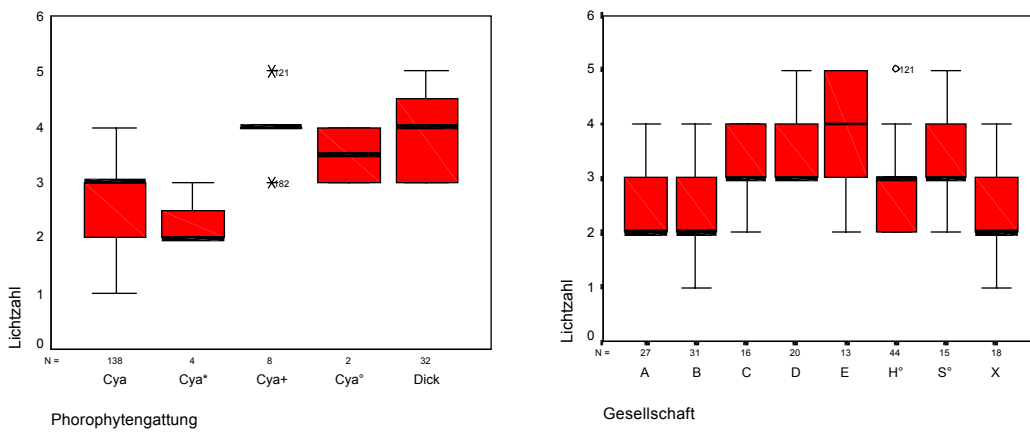 6
5
121
4
3
182
2
1
0
Lichtzahl
N = 138 4 8 2 32
Cya Cya* Cya+ Cya° Dick
Phorophytengattung
6
5
121
4
3
2
1
0
Lichtzahl
N = 27 31 16 20 13 44 15 18
A B C D E H° S° X
Gesellschaft